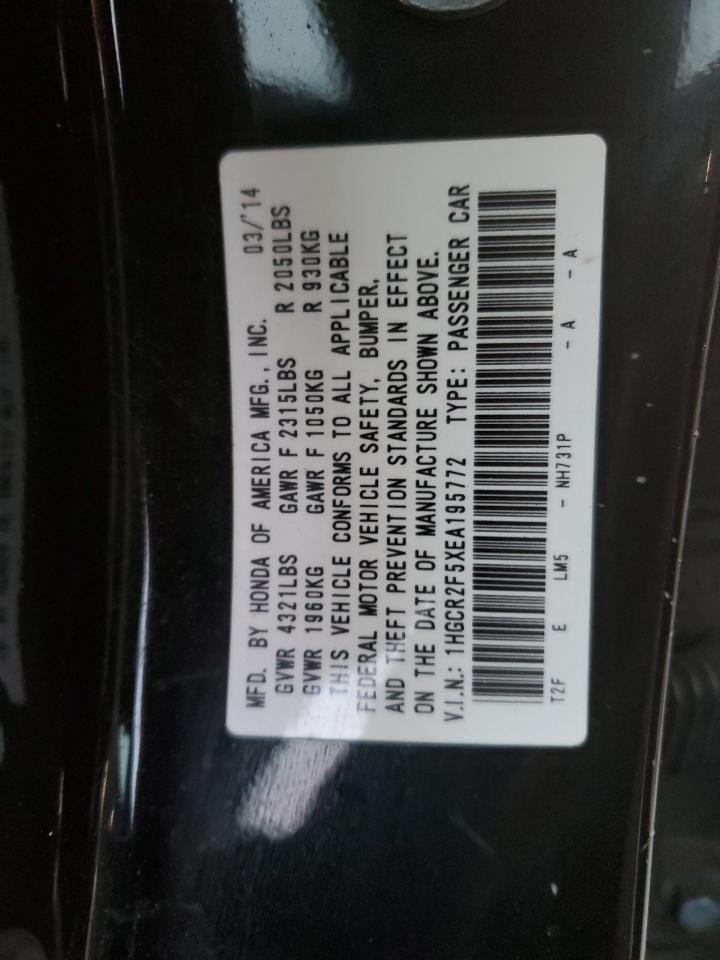 MFD. BY HONDA OF AMERICA MFG., INC. 03/'14
GVWR 4321LBS GAWR F 2315LBS R 2050LBS
GVWR 1960KG GAWR F 1050KG R 930KG
THIS VEHICLE CONFORMS TO ALL APPLICABLE
FEDERAL MOTOR VEHICLE SAFETY, BUMPER,
AND THEFT PREVENTION STANDARDS IN EFFECT
ON THE DATE OF MANUFACTURE SHOWN ABOVE.
V.I.N.: 1HGCR2F5XEA195772 TYPE: PASSENGER CAR
T2F E LM5 - NH731P - A - A